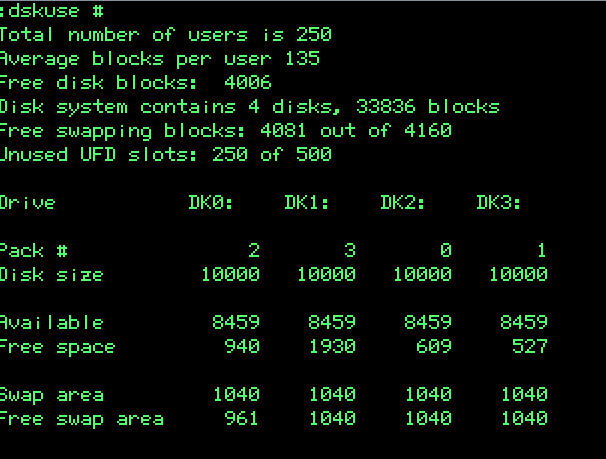 :dskuse #
Total number of users is 250
Average blocks per user 135
Free disk blocks:  4006
Disk system contains 4 disks, 33836 blocks
Free swapping blocks: 4081 out of 4160
Unused UFD slots: 250 of 500
Drive           DK0:    DK1:    DK2:    DK3:
Pack #               2       3       0       1
Disk size        10000   10000   10000   10000
Available         8459    8459    8459    8459
Free space         940    1930     609     527
Swap area         1040    1040    1040    1040
Free swap area     961    1040    1040    1040